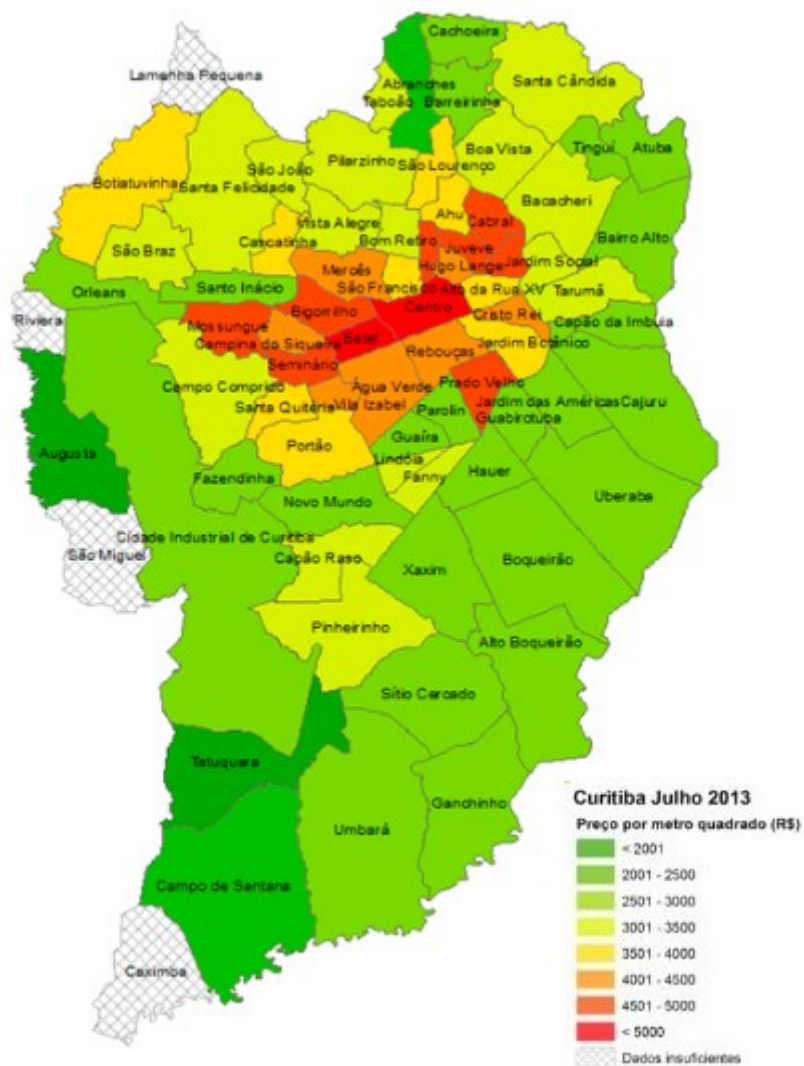 Cachoeira
Lamenha Pequena
Santa Cândida
Abranches
Taboão
Barreirinha
Boa Vista
Tingui
Atuba
Pilarzinho
São Lourenço
São João
Botiatuvinha
Santa Felicidade
Bacacheri
Ahu
Cabral
Vista Alegre
Bom Retiro
Bairro Alto
São Braz
Cascatinha
Juvevê
Hugo Lange
Jardim Social
Mercês
Orleans
Santo Inácio
São Francisco
Alto da Rua XV
Tarumã
Riviera
Bigorrilho
Centro
Cristo Rei
Capão da Imbuia
Mossungue
Campina do Siqueira
Batel
Jardim Botânico
Rebouças
Seminário
Campo Comprido
Água Verde
Prado Velho
Santa Quitéria
Vila Izabel
Parolin
Jardim das Américas
Cajuru
Guabirotuba
Portão
Guaíra
Augusta
Lindóia
Fanny
Hauer
Fazendinha
Uberaba
Novo Mundo
Cidade Industrial de Curitiba
São Miguel
Capão Raso
Xaxim
Boqueirão
Pinheirinho
Alto Boqueirão
Sítio Cercado
Tatuquara
Ganchinho
Umbará
Campo de Santana
Caximba
Curitiba Julho 2013
Preço por metro quadrado (R$)
< 2001
2001 - 2500
2501 - 3000
3001 - 3500
3501 - 4000
4001 - 4500
4501 - 5000
< 5000
Dados insuficientes